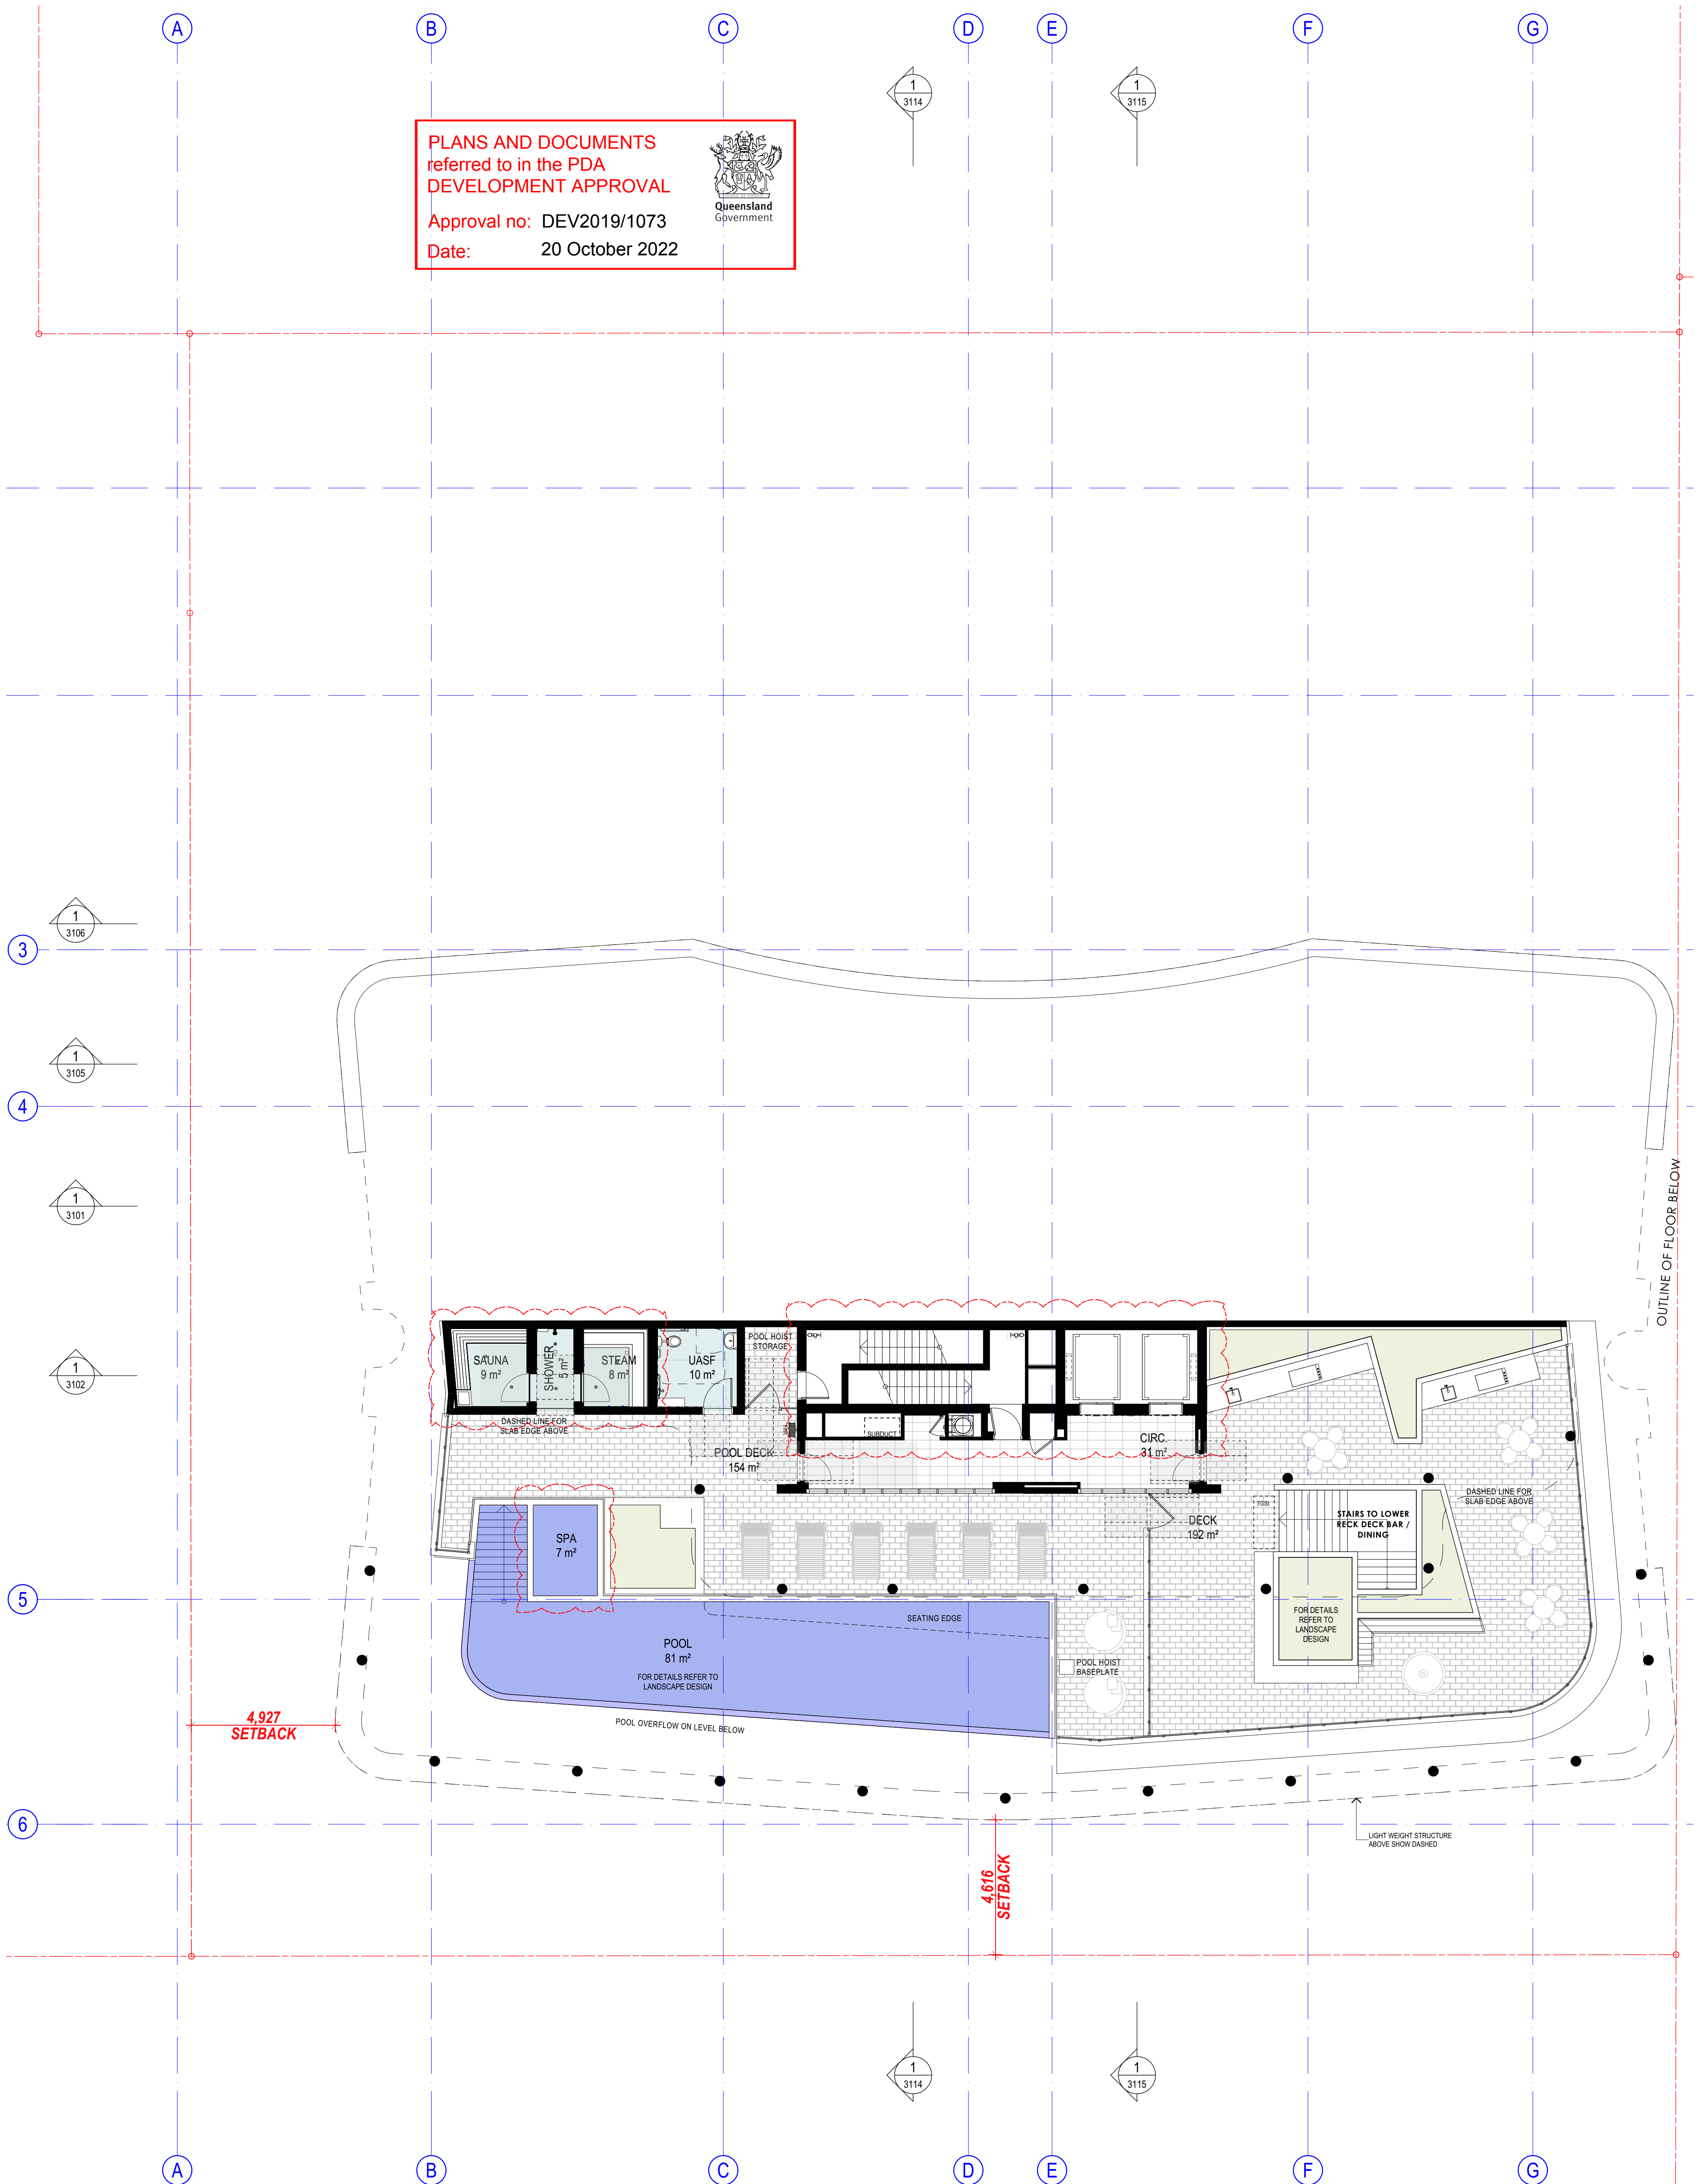 A
B
C
D
E
F
G
1
3114
1
3115
PLANS AND DOCUMENTS
referred to in the PDA
DEVELOPMENT APPROVAL
Approval no: DEV2019/1073
Date: 20 October 2022
Queensland
Government
1
3106
3
1
3105
4
1
3101
1
3102
OUTLINE OF FLOOR BELOW
SAUNA
9 m²
SHOWER
5 m²
STEAM
8 m²
UASF
10 m²
POOL HOIST
STORAGE
DASHED LINE FOR
SLAB EDGE ABOVE
SUBDUCT
POOL DECK
154 m²
CIRC.
31 m²
DASHED LINE FOR
SLAB EDGE ABOVE
TGSI
DECK
192 m²
STAIRS TO LOWER
RECK DECK BAR /
DINING
SPA
7 m²
5
FOR DETAILS
REFER TO
LANDSCAPE
DESIGN
SEATING EDGE
POOL
81 m²
FOR DETAILS REFER TO
LANDSCAPE DESIGN
POOL HOIST
BASEPLATE
4,927
SETBACK
POOL OVERFLOW ON LEVEL BELOW
6
LIGHT WEIGHT STRUCTURE
ABOVE SHOW DASHED
4,616
SETBACK
1
3114
1
3115
A
B
C
D
E
F
G